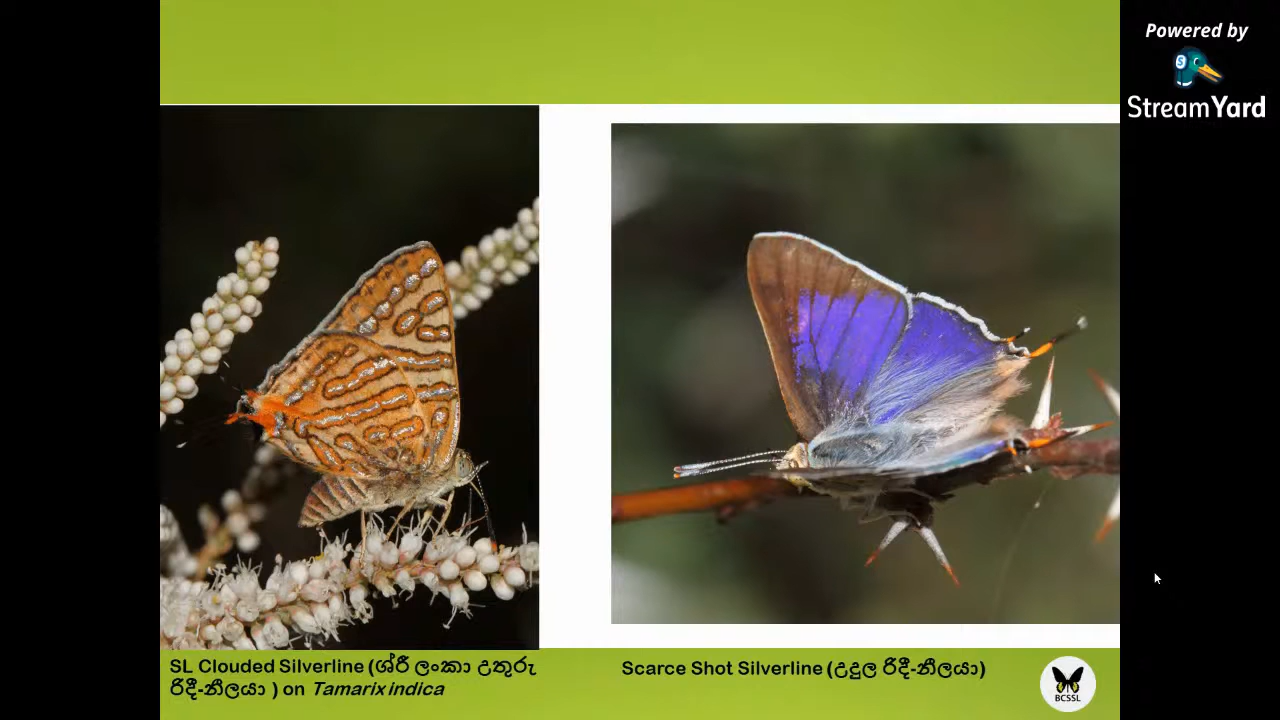 Powered by
StreamYard
SL Clouded Silverline (ශ්රී ලංකා උතුරු
රිදී-නීලයා ) on Tamarix indica
Scarce Shot Silverline (උදුල රිදී-නීලයා)
BCSSL